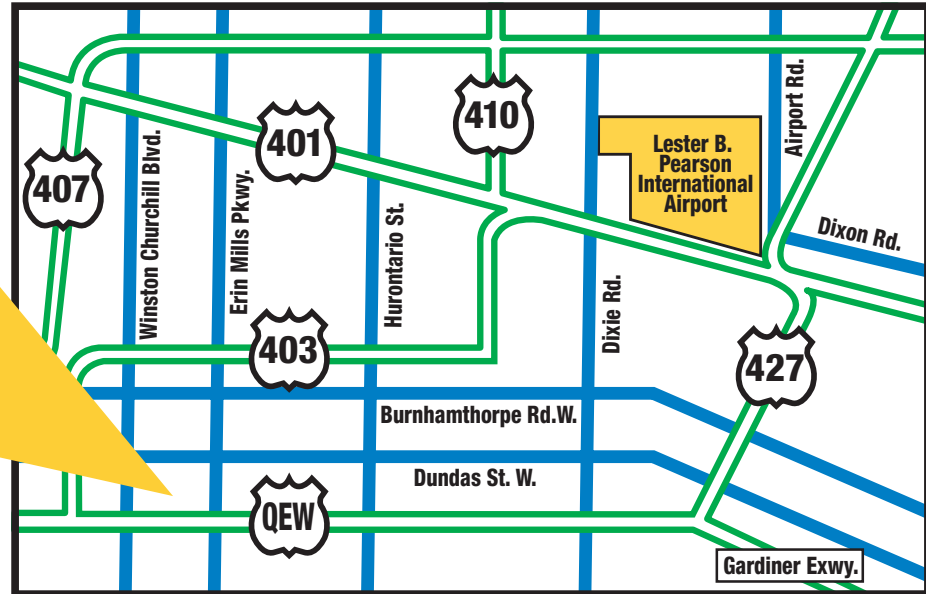 410
Airport Rd.
401
Lester B.
Pearson
International
Airport
407
Winston Churchill Blvd.
Erin Mills Pkwy.
Hurontario St.
Dixon Rd.
Dixie Rd.
403
427
Burnhamthorpe Rd.W.
Dundas St. W.
QEW
Gardiner Exwy.